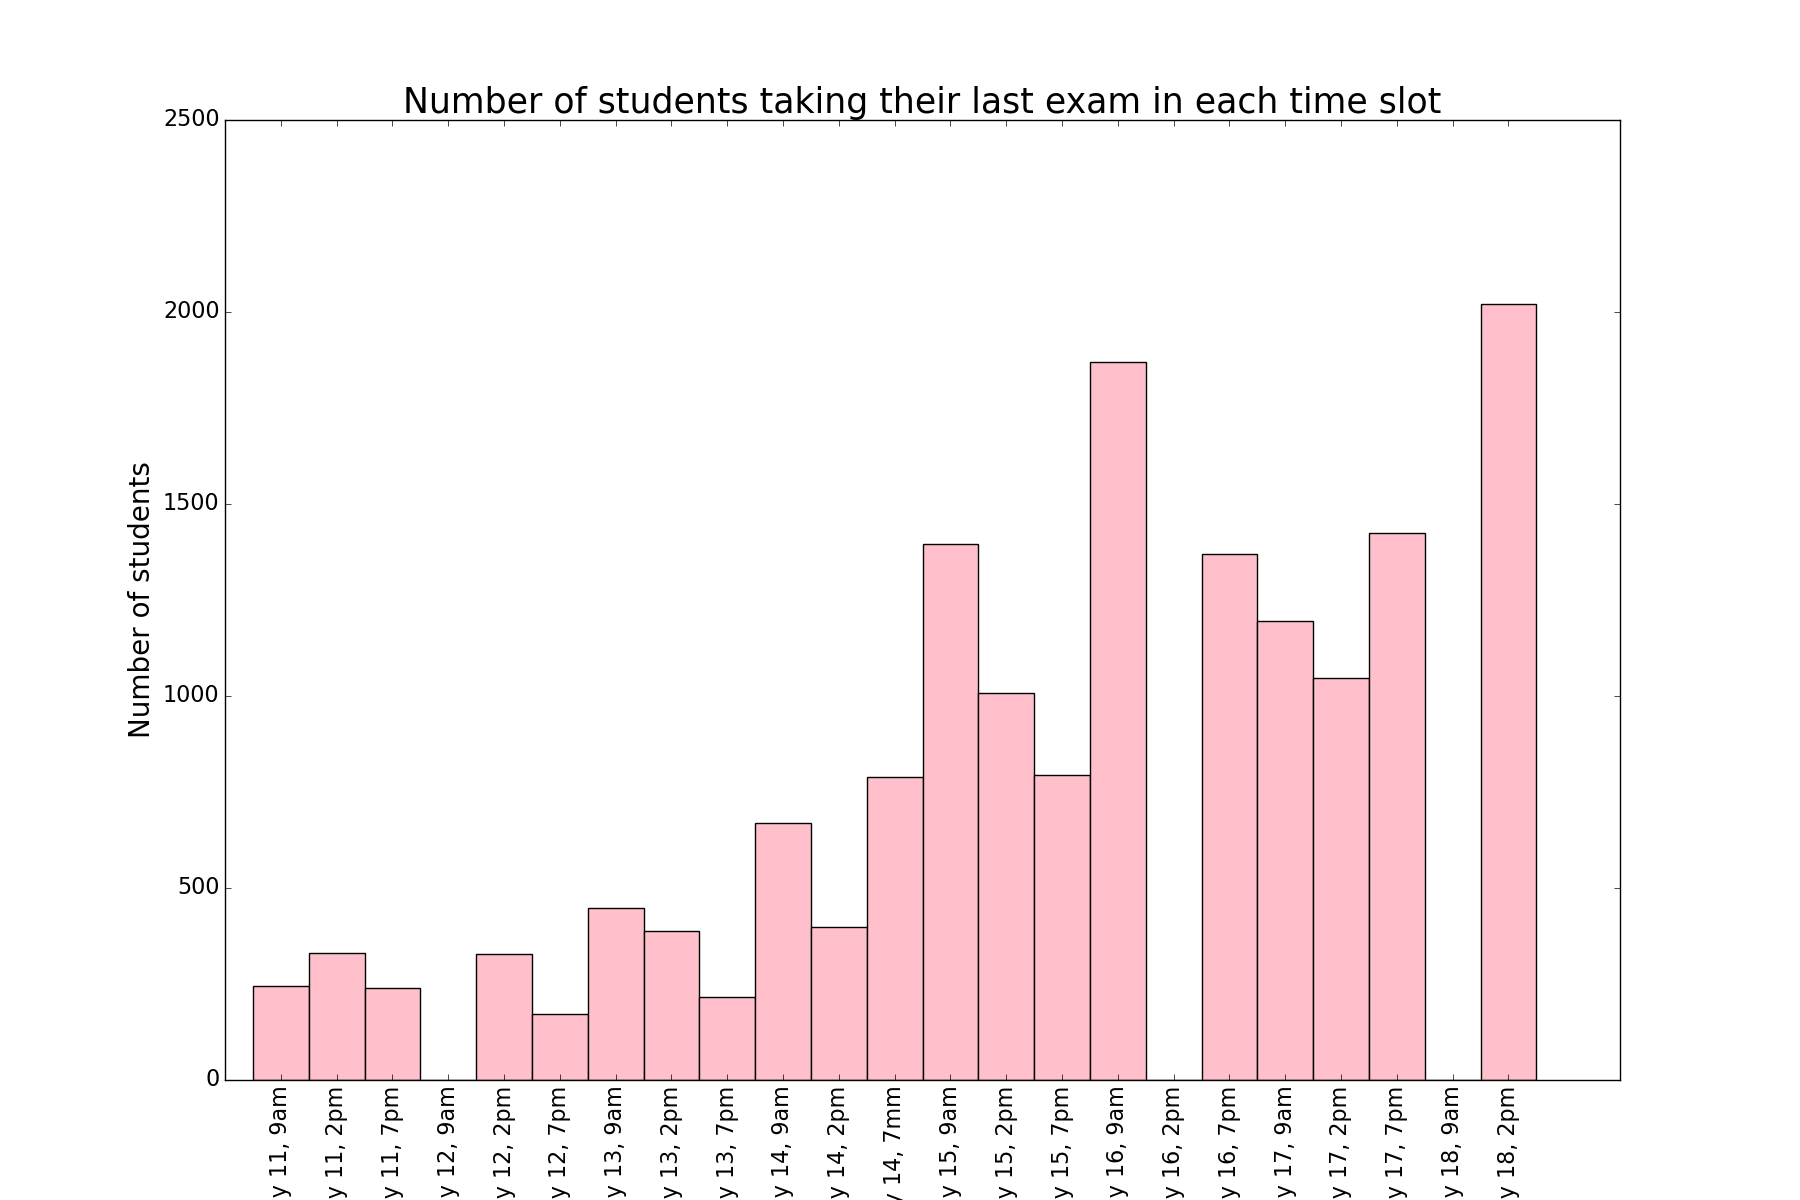 Number of students taking their last exam in each time slot
2500
2000
1500
1000
500
0
Number of students
y 11, 9am
y 11, 2pm
y 11, 7pm
y 12, 9am
y 12, 2pm
y 12, 7pm
y 13, 9am
y 13, 2pm
y 13, 7pm
y 14, 9am
y 14, 2pm
y 14, 7mm
y 15, 9am
y 15, 2pm
y 15, 7pm
y 16, 9am
y 16, 2pm
y 16, 7pm
y 17, 9am
y 17, 2pm
y 17, 7pm
y 18, 9am
y 18, 2pm